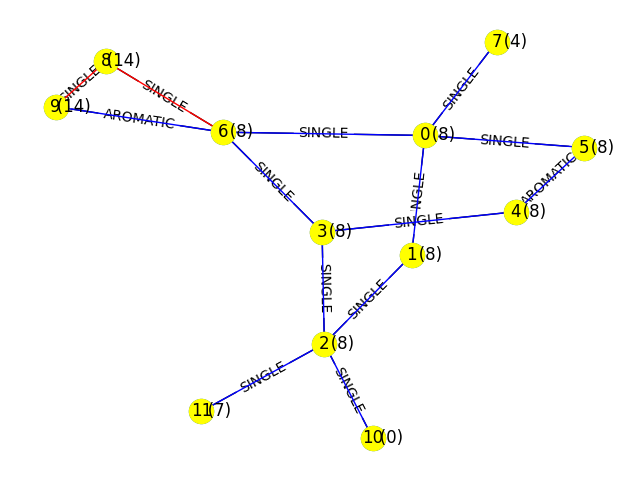 7(4)
8(14)
SINGLE
SINGLE
SINGLE
9(14)
AROMATIC
6(8)
SINGLE
0(8)
SINGLE
5(8)
AROMATIC
SINGLE
NGLE
4(8)
SINGLE
3(8)
1(8)
SINGLE
SINGLE
2(8)
SINGLE
SINGLE
11(7)
10(0)